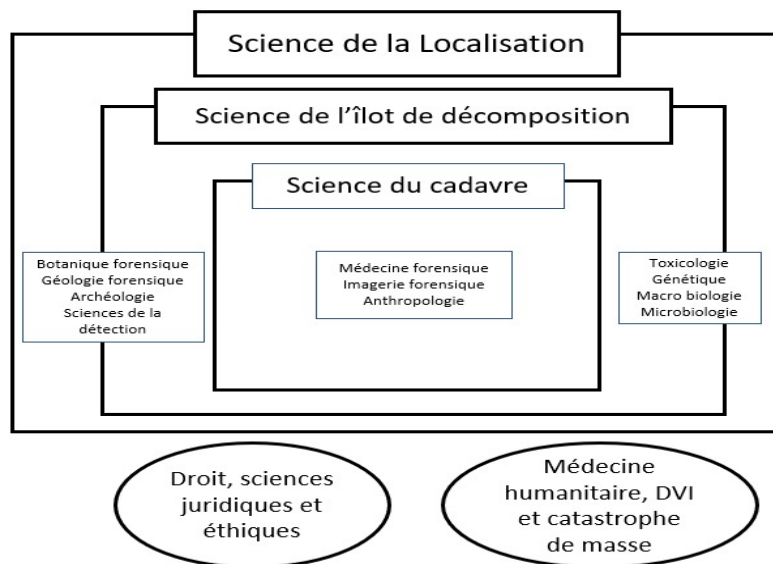 Science de la Localisation
Science de l'îlot de décomposition
Science du cadavre
Botanique forensique
Géologie forensique
Archéologie
Sciences de la
détection
Médecine forensique
Imagerie forensique
Anthropologie
Toxicologie
Génétique
Macro biologie
Microbiologie
Droit, sciences
juridiques et
éthiques
Médecine
humanitaire, DVI
et catastrophe
de masse